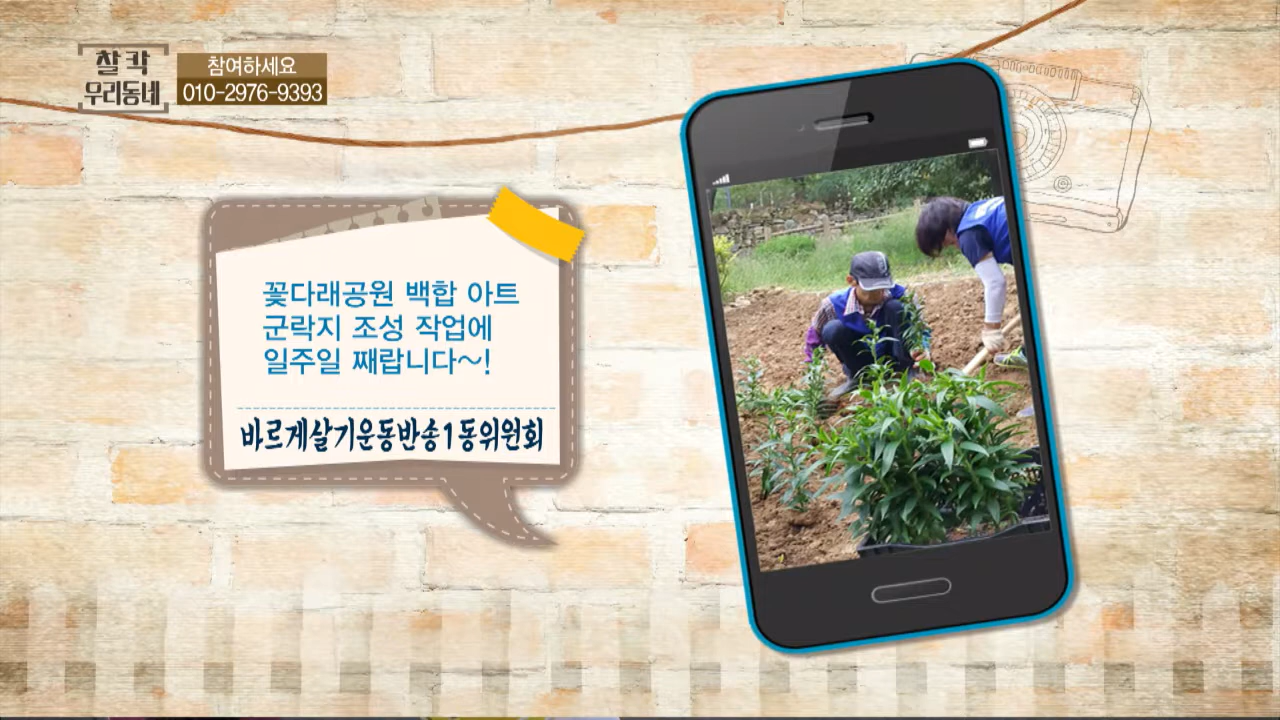 찰칵
우리동네
참여하세요
010-2976-9393
꽃다래공원 백합 아트
군락지 조성 작업에
일주일 째랍니다~!
바르게살기운동반송1동위원회